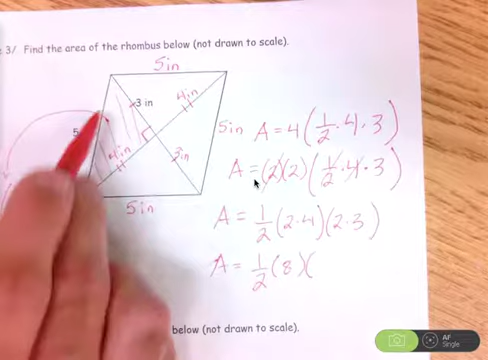 3/ Find the area of the rhombus below (not drawn to scale).
5in
3 in
4in
5
5in
4in
3in
5in
A = 4(1/2 · 4 · 3)
A = (2)(2)(1/2 · 4 · 3)
A = 1/2 (2·4)(2·3)
A = 1/2 (8)(
below (not drawn to scale).
AF
Single